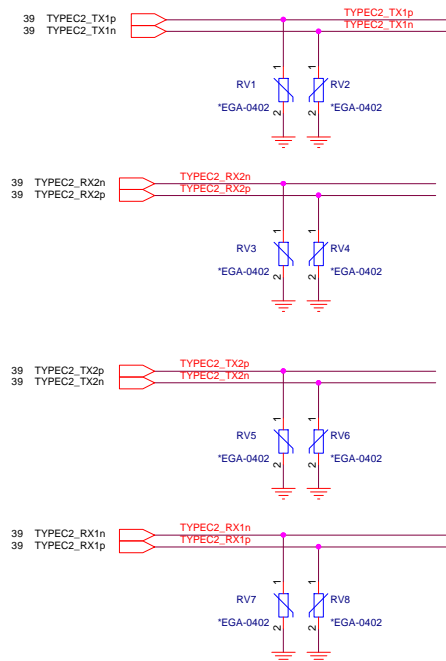 39 TYPEC2_TX1p TYPEC2_TX1p
39 TYPEC2_TX1n TYPEC2_TX1n
1 1
RV1 RV2
*EGA-0402 *EGA-0402
2 2
39 TYPEC2_RX2n TYPEC2_RX2n
39 TYPEC2_RX2p TYPEC2_RX2p
1 1
RV3 RV4
*EGA-0402 *EGA-0402
2 2
39 TYPEC2_TX2p TYPEC2_TX2p
39 TYPEC2_TX2n TYPEC2_TX2n
1 1
RV5 RV6
*EGA-0402 *EGA-0402
2 2
39 TYPEC2_RX1n TYPEC2_RX1n
39 TYPEC2_RX1p TYPEC2_RX1p
1 1
RV7 RV8
*EGA-0402 *EGA-0402
2 2